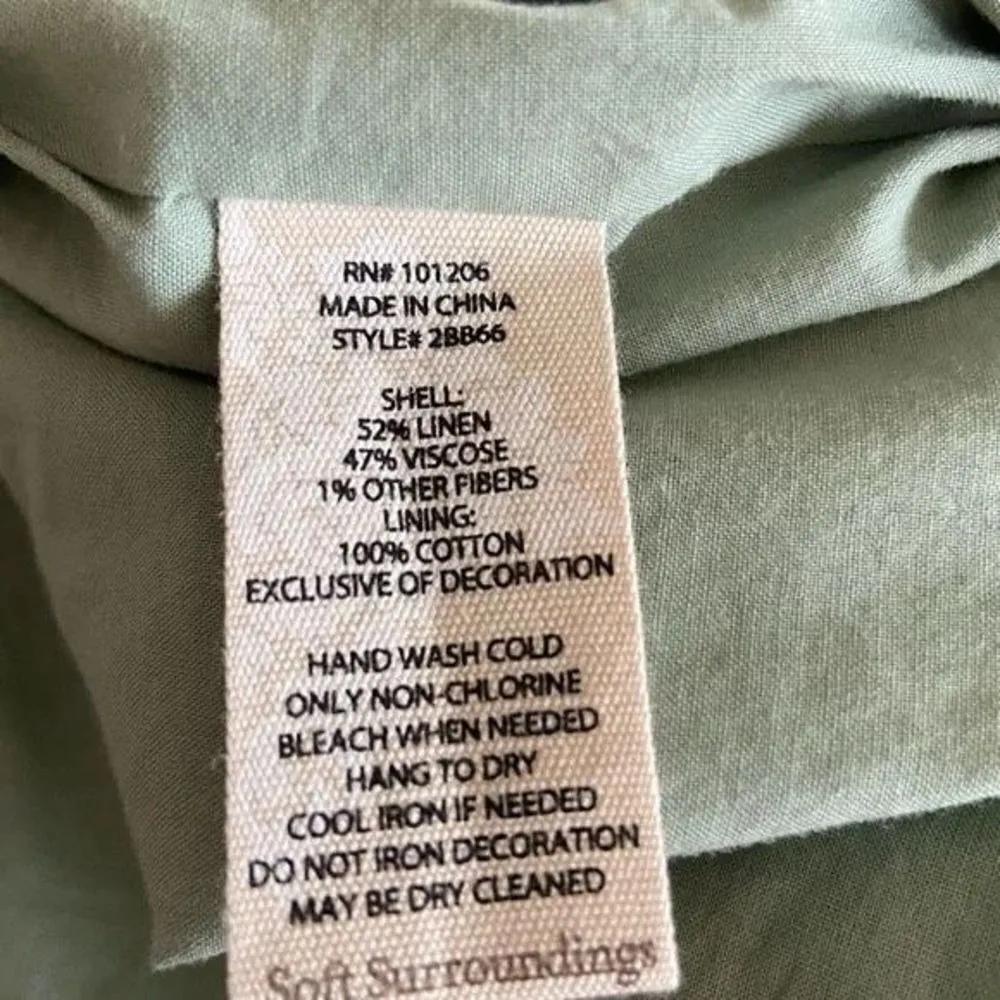 RN# 101206
MADE IN CHINA
STYLE# 2BB66
SHELL:
52% LINEN
47% VISCOSE
1% OTHER FIBERS
LINING:
100% COTTON
EXCLUSIVE OF DECORATION
HAND WASH COLD
ONLY NON-CHLORINE
BLEACH WHEN NEEDED
HANG TO DRY
COOL IRON IF NEEDED
DO NOT IRON DECORATION
MAY BE DRY CLEANED
Soft Surroundings